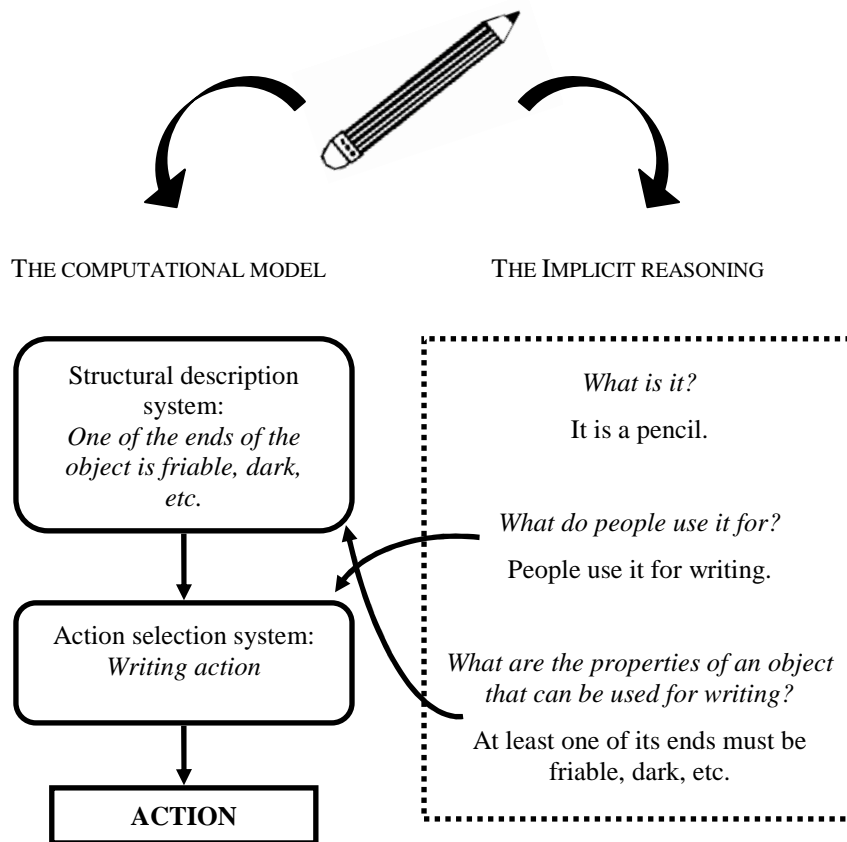 THE COMPUTATIONAL MODEL
THE IMPLICIT REASONING
Structural description
system:
One of the ends of the
object is friable, dark,
etc.
Action selection system:
Writing action
ACTION
What is it?
It is a pencil.
What do people use it for?
People use it for writing.
What are the properties of an object
that can be used for writing?
At least one of its ends must be
friable, dark, etc.